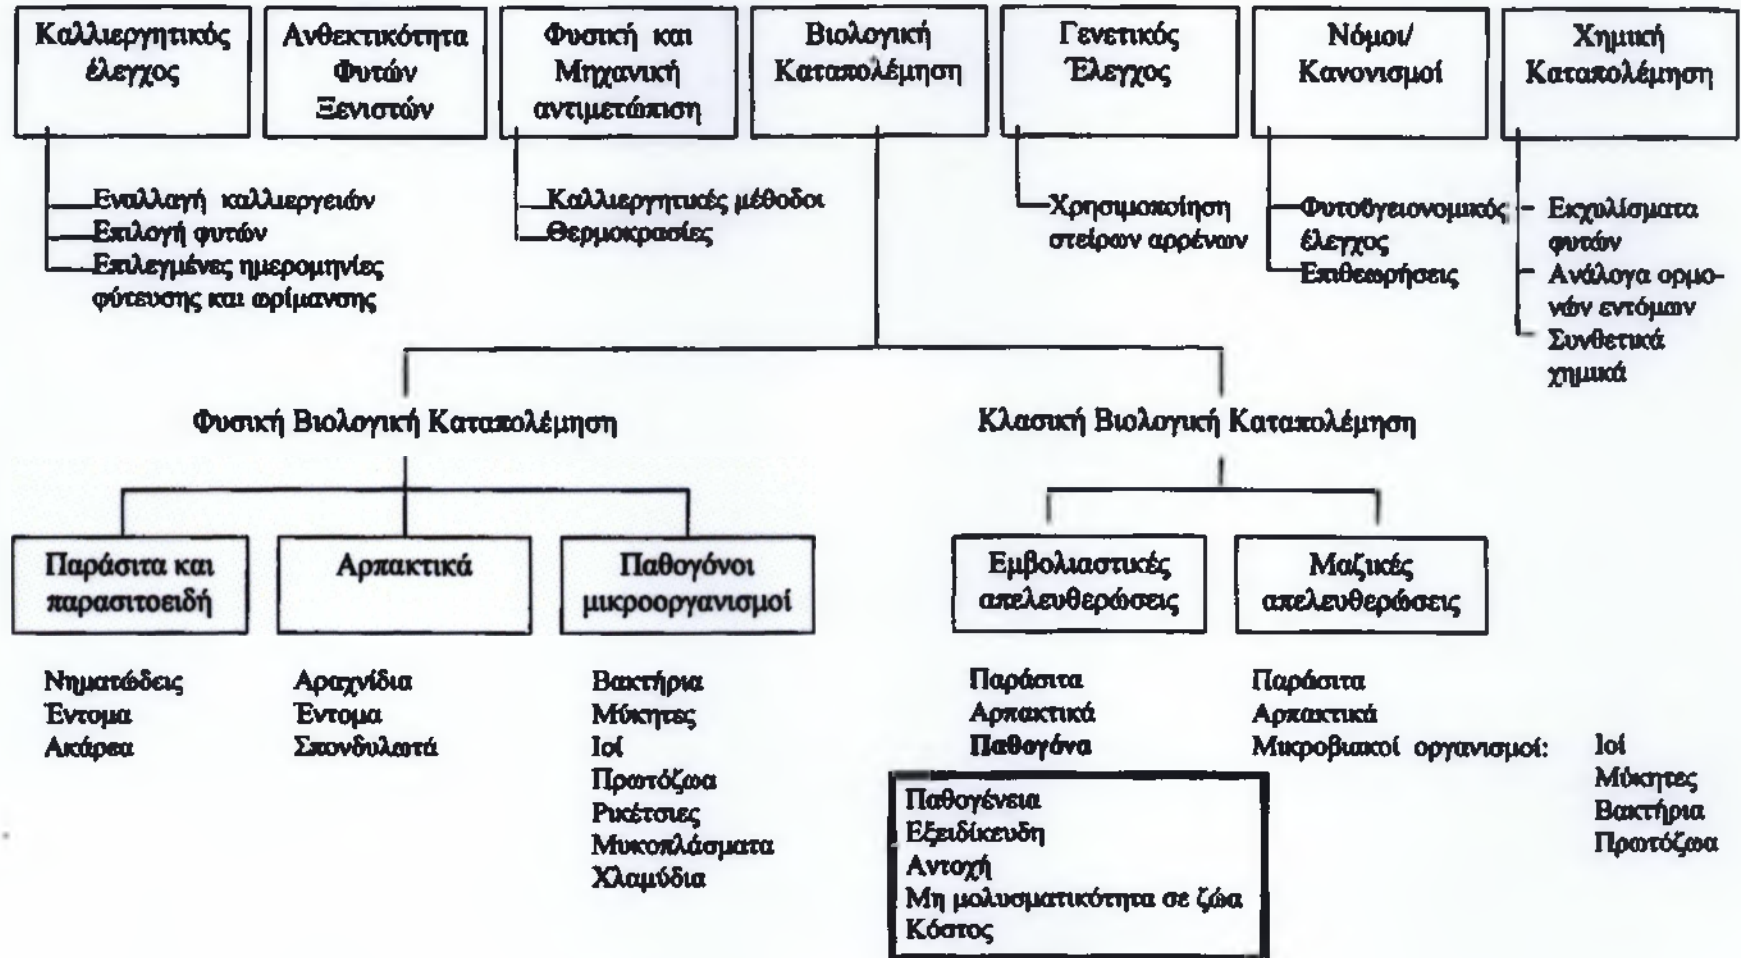 Καλλιεργητικός
έλεγχος
Ανθεκτικότητα
Φυτών
Ξενιστών
Φυσική και
Μηχανική
αντιμετώπιση
Βιολογική
Καταπολέμηση
Γενετικός
Έλεγχος
Νόμοι/
Κανονισμοί
Χημική
Καταπολέμηση
Εναλλαγή καλλιεργειών
Επιλογή φυτών
Επιλεγμένες ημερομηνίες
φύτευσης και ωρίμανσης
Καλλιεργητικές μέθοδοι
Θερμοκρασίες
Χρησιμοποίηση
στείρων αρρένων
Φυτοϋγειονομικός
έλεγχος
Επιθεωρήσεις
Εκχυλίσματα
φυτών
Ανάλογα ορμο-
νών εντόμων
Συνθετικά
χημικά
Φυσική Βιολογική Καταπολέμηση
Κλασική Βιολογική Καταπολέμηση
Παράσιτα και
παρασιτοειδή
Αρπακτικά
Παθογόνοι
μικροοργανισμοί
Εμβολιαστικές
απελευθερώσεις
Μαζικές
απελευθερώσεις
Νηματώδεις
Έντομα
Ακάρεα
Αραχνίδια
Έντομα
Σπονδυλωτά
Βακτήρια
Μύκητες
Ιοί
Πρωτόζωα
Ρικέτσιες
Μυκοπλάσματα
Χλαμύδια
Παράσιτα
Αρπακτικά
Παθογόνα
Παράσιτα
Αρπακτικά
Μικροβιακοί οργανισμοί:
Ιοί
Μύκητες
Βακτήρια
Πρωτόζωα
Παθογένεια
Εξειδίκευδη
Αντοχή
Μη μολυσματικότητα σε ζώα
Κόστος